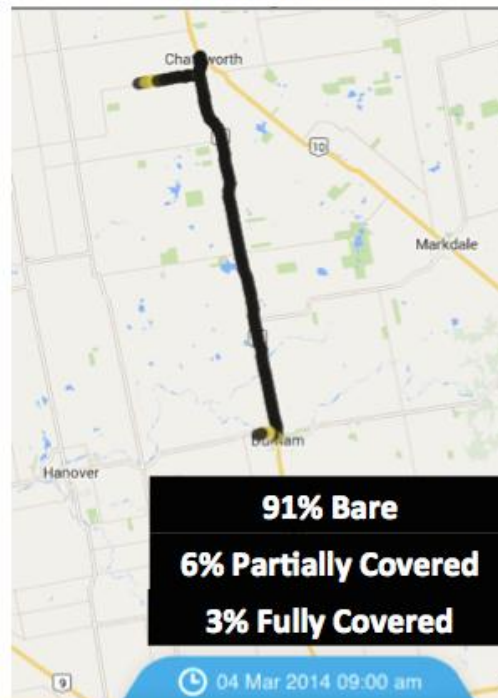 Chatsworth
10
Markdale
Durham
Hanover
91% Bare
6% Partially Covered
3% Fully Covered
9
04 Mar 2014 09:00 am